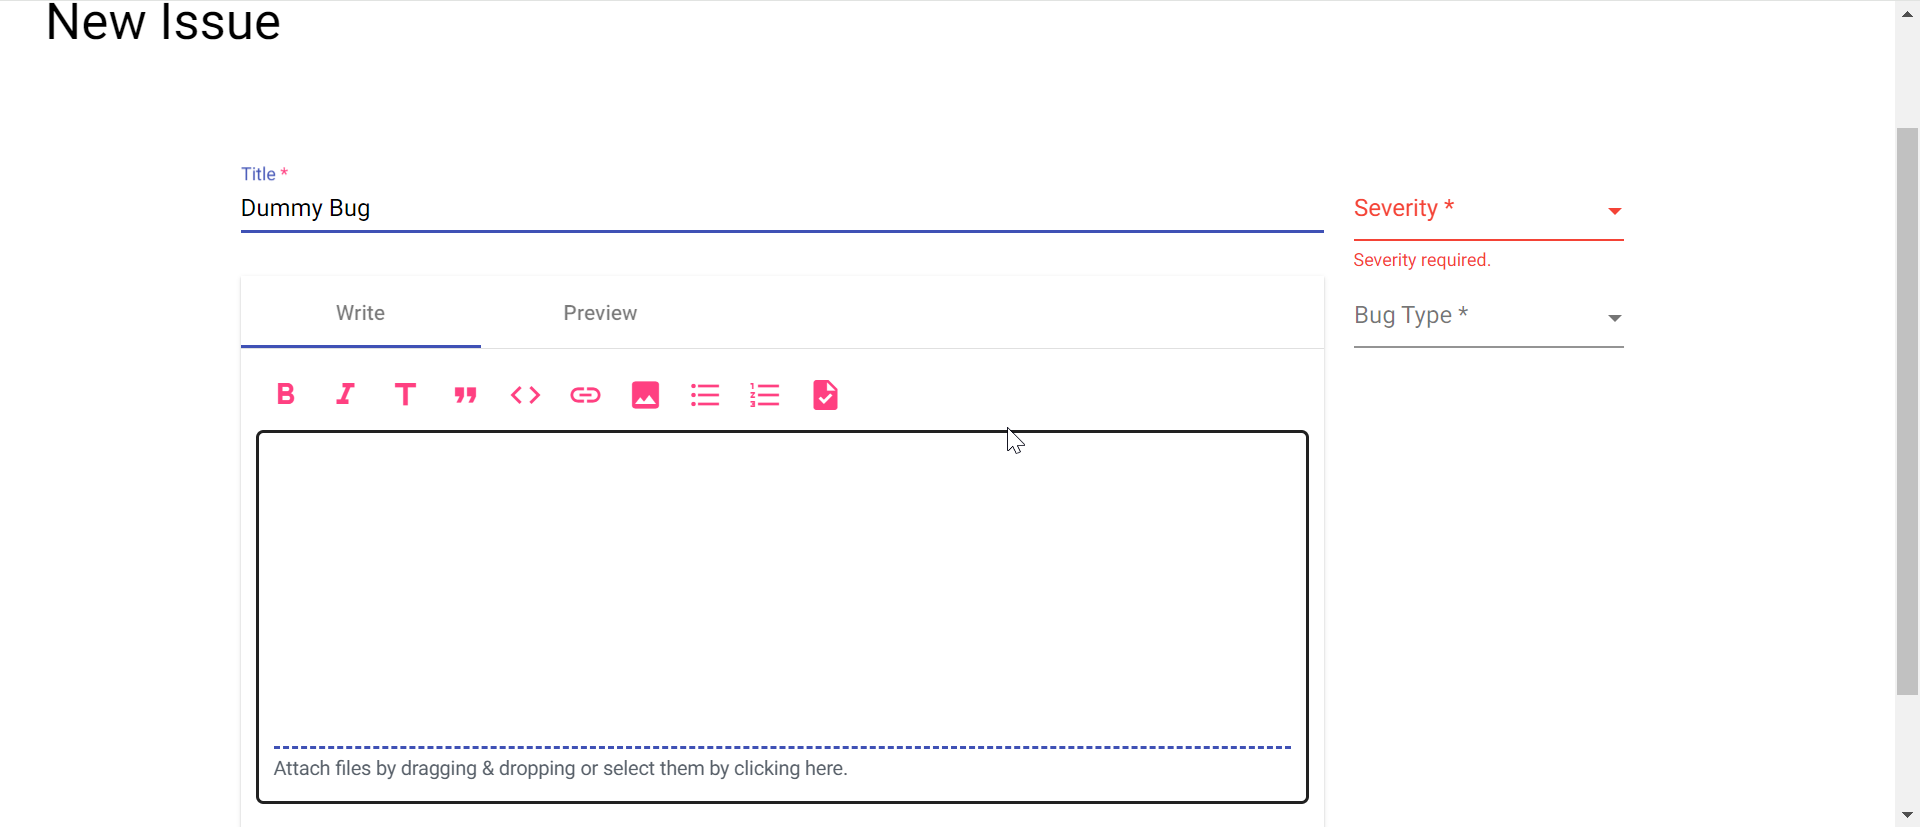 New Issue
Title *
Dummy Bug
Severity *
Severity required.
Write
Preview
Bug Type *
Attach files by dragging & dropping or select them by clicking here.